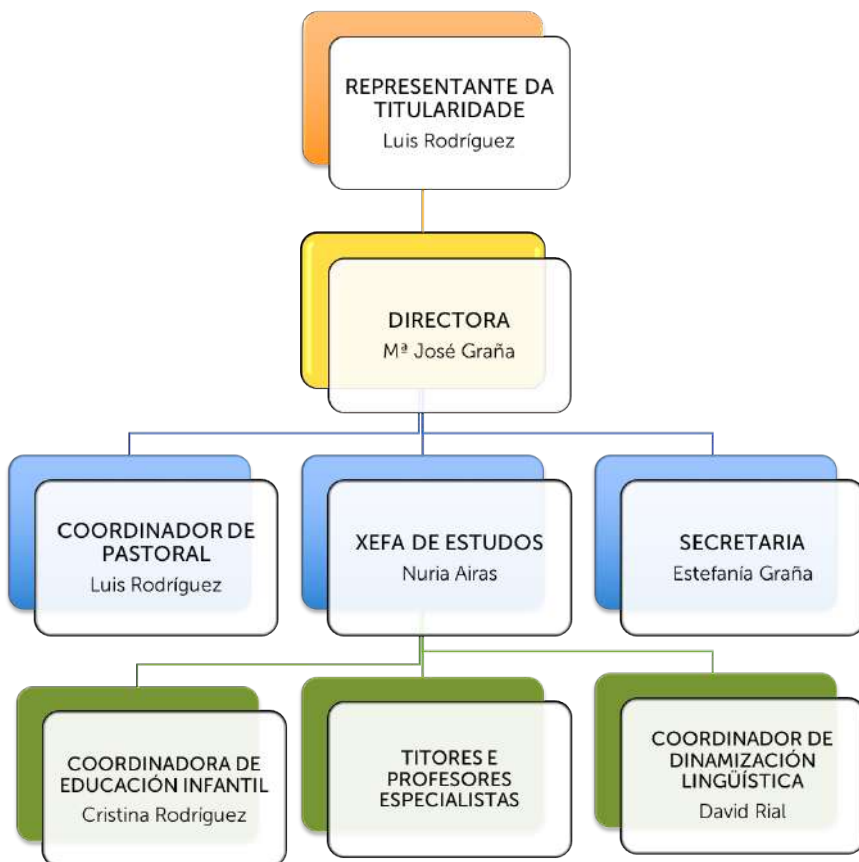 REPRESENTANTE DA
TITULARIDADE
Luis Rodríguez
DIRECTORA
Mª José Graña
COORDINADOR DE
PASTORAL
Luis Rodríguez
XEFA DE ESTUDOS
Nuria Airas
SECRETARIA
Estefanía Graña
COORDINADORA DE
EDUCACIÓN INFANTIL
Cristina Rodríguez
TITORES E
PROFESORES
ESPECIALISTAS
COORDINADOR DE
DINAMIZACIÓN
LINGÜÍSTICA
David Rial